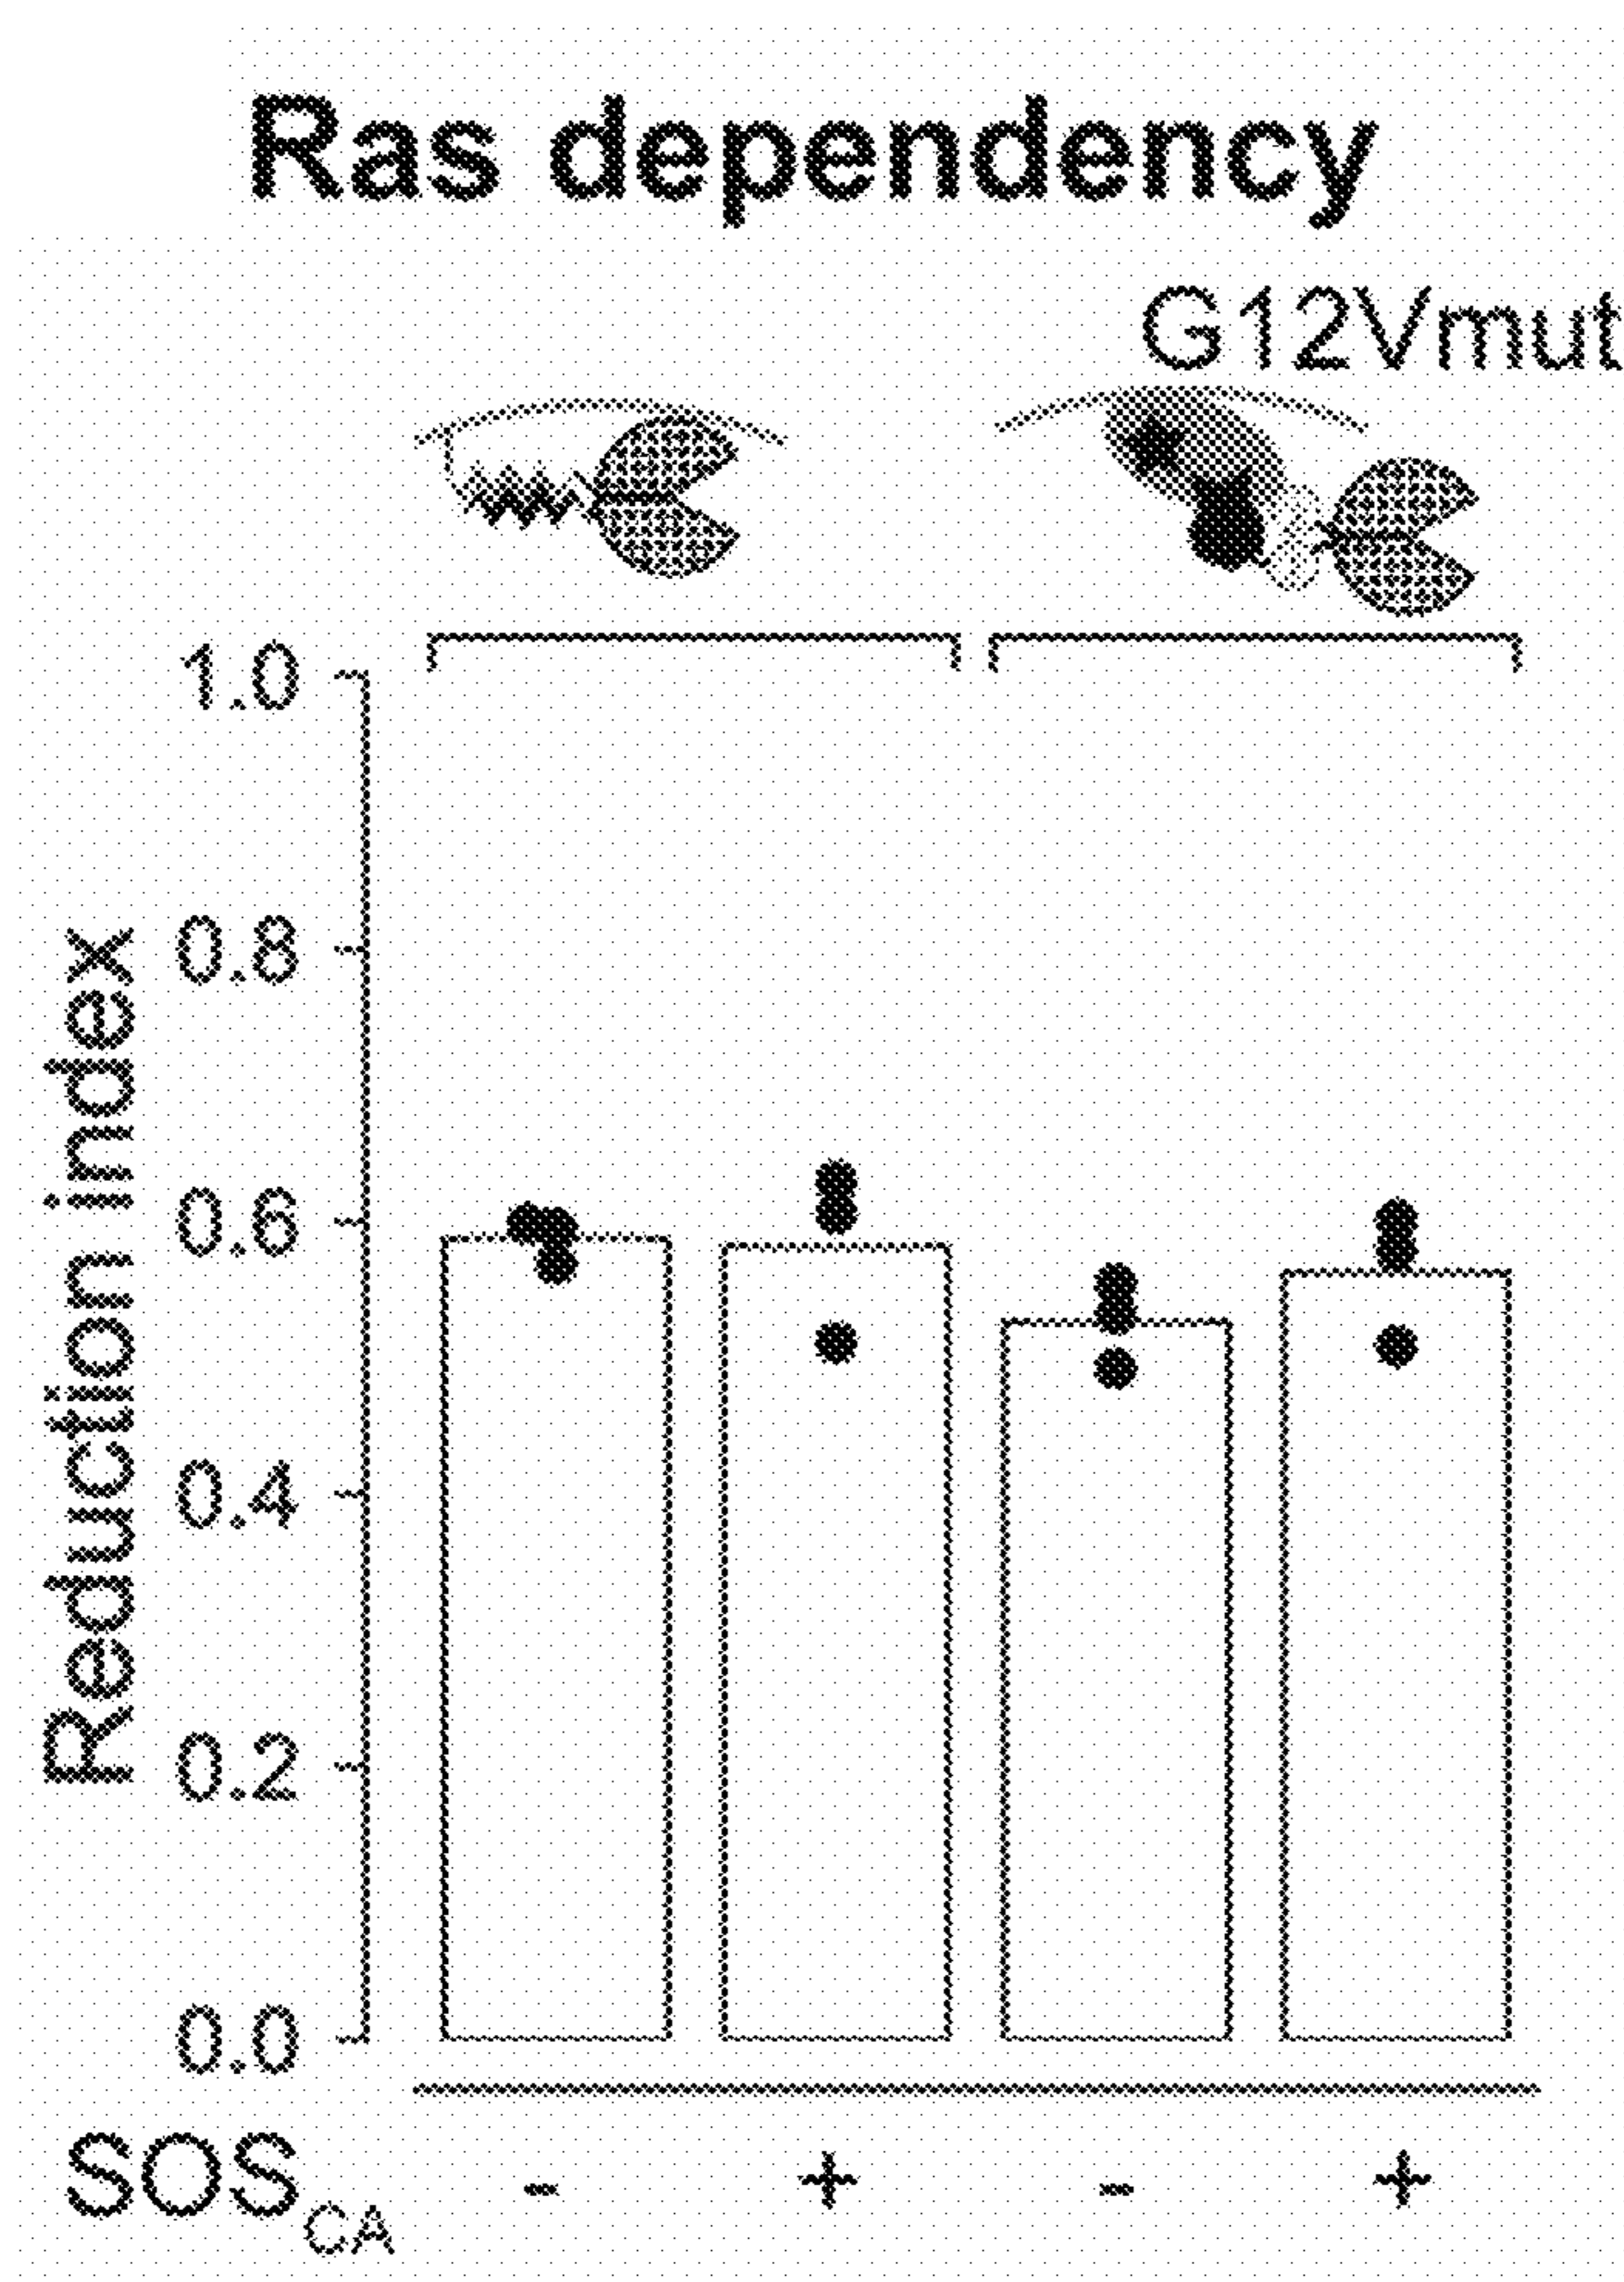 Ras dependency
G12Vmut
Reduction index
1.0
0.8
0.6
0.4
0.2
0.0
SOSCA - + - +